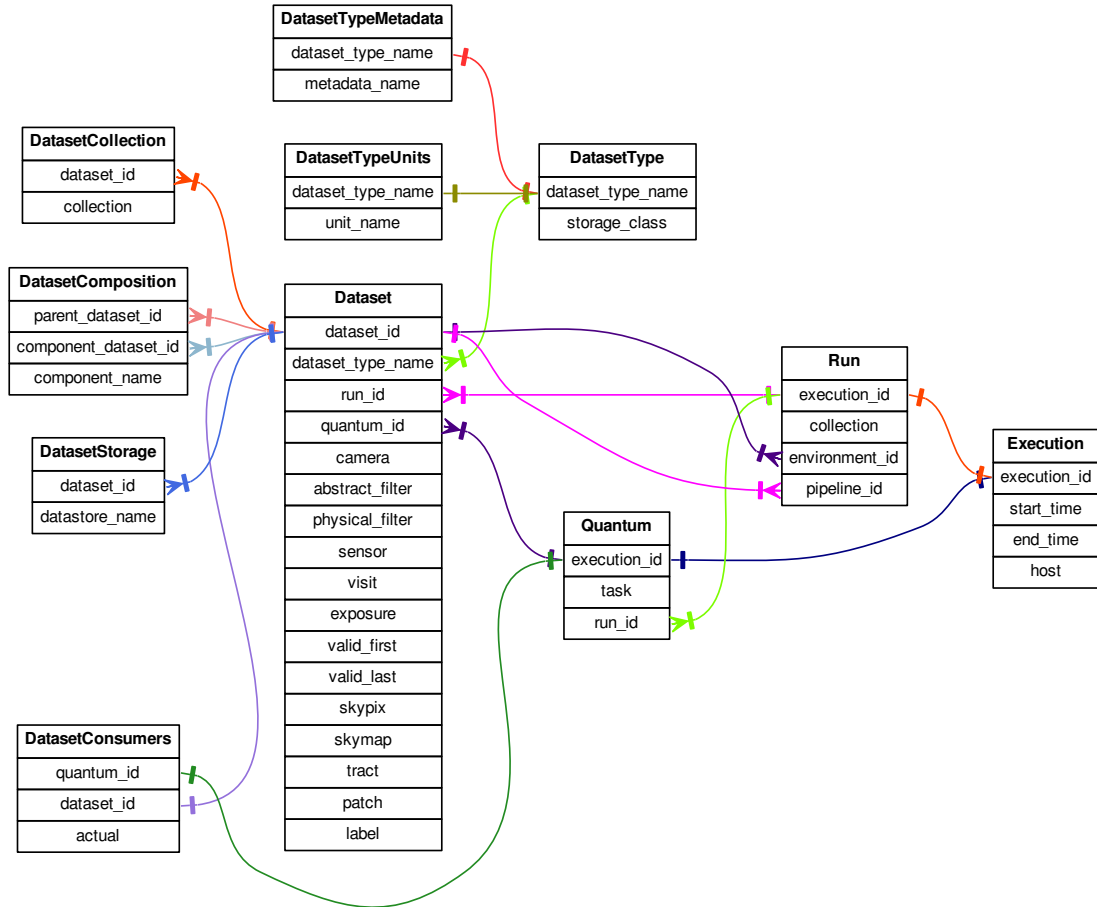 DatasetTypeMetadata
dataset_type_name
metadata_name
DatasetCollection
dataset_id
collection
DatasetTypeUnits
dataset_type_name
unit_name
DatasetType
dataset_type_name
storage_class
DatasetComposition
parent_dataset_id
component_dataset_id
component_name
Dataset
dataset_id
dataset_type_name
run_id
quantum_id
camera
abstract_filter
physical_filter
sensor
visit
exposure
valid_first
valid_last
skypix
skymap
tract
patch
label
Run
execution_id
collection
environment_id
pipeline_id
Execution
execution_id
start_time
end_time
host
DatasetStorage
dataset_id
datastore_name
Quantum
execution_id
task
run_id
DatasetConsumers
quantum_id
dataset_id
actual